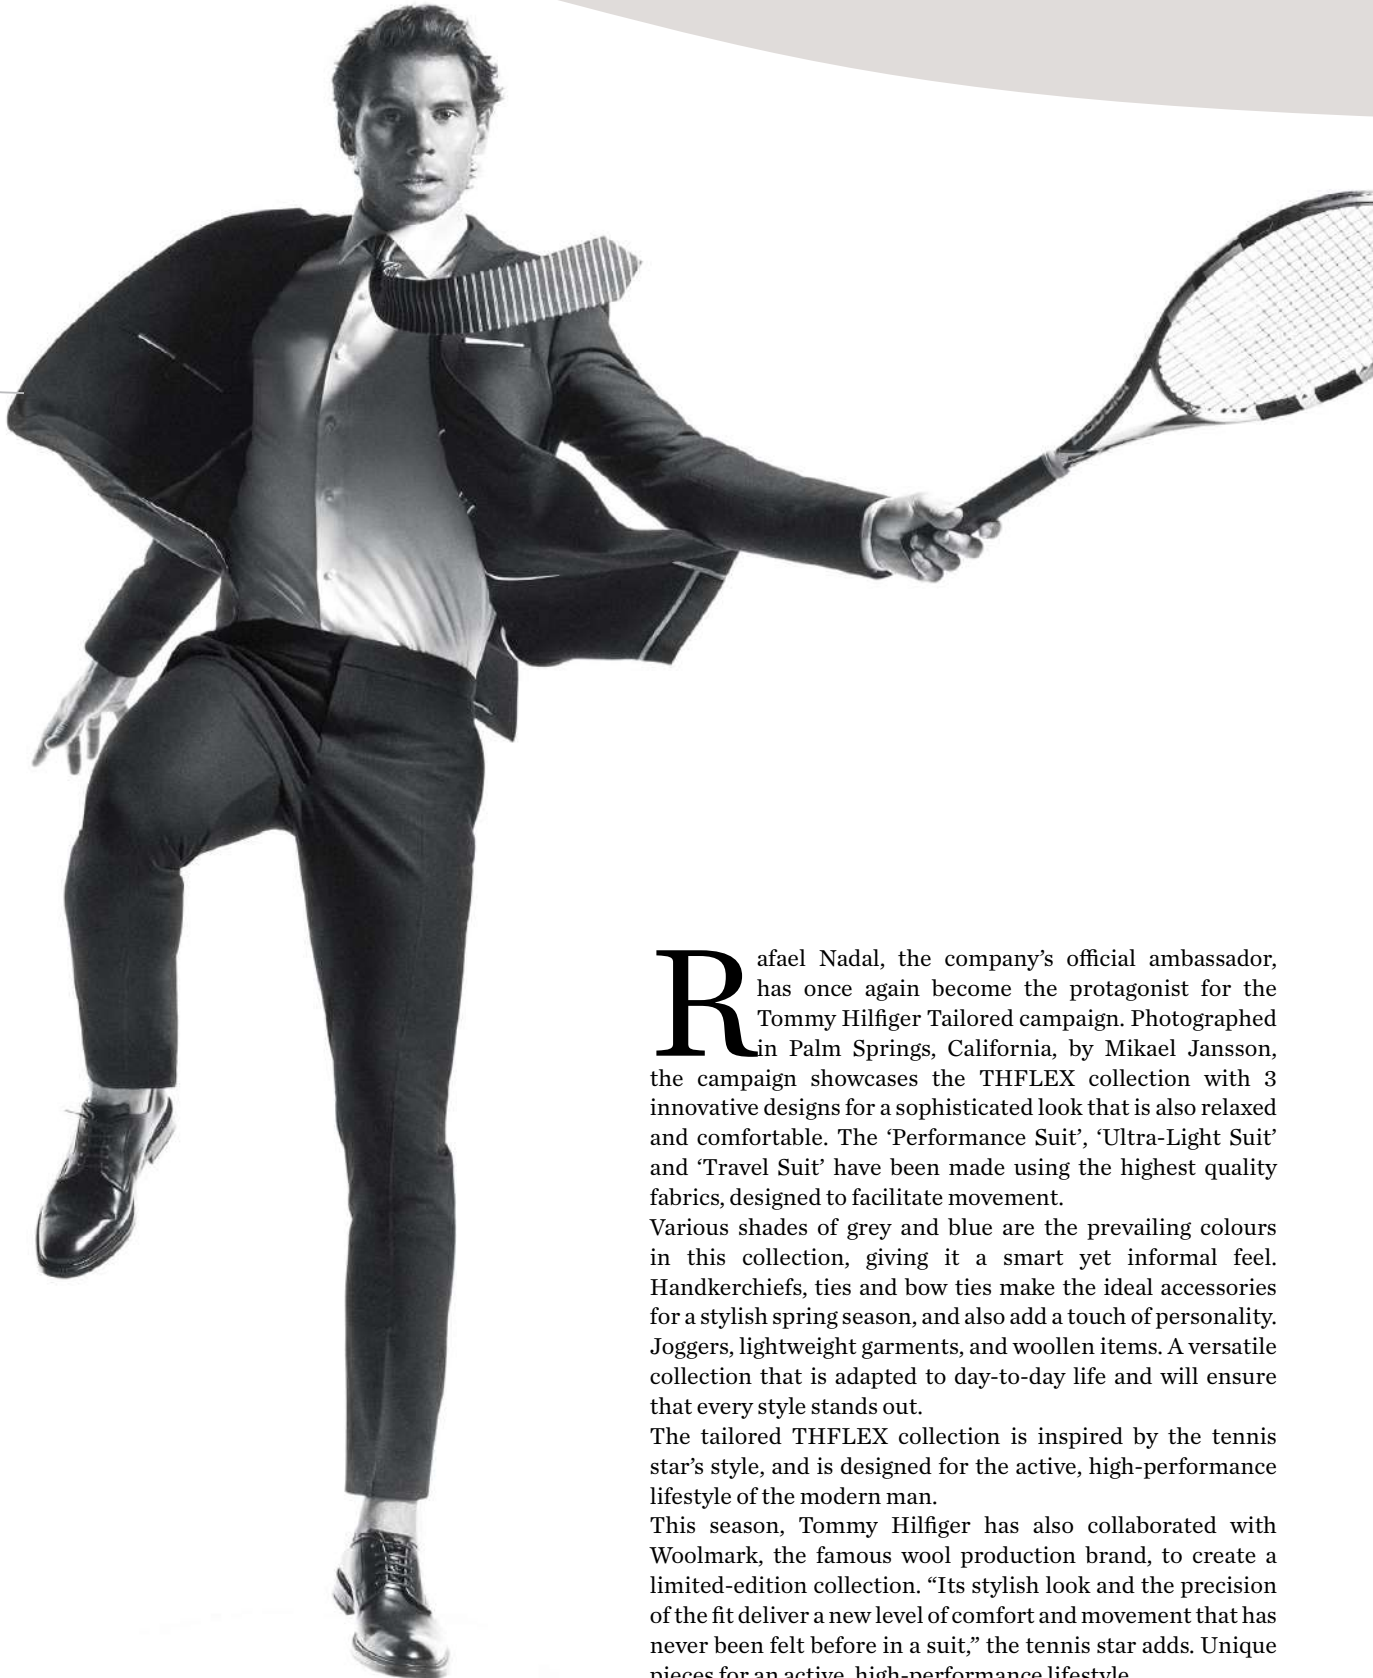 Rafael Nadal, the company’s official ambassador,
has once again become the protagonist for the
Tommy Hilfiger Tailored campaign. Photographed
in Palm Springs, California, by Mikael Jansson,
the campaign showcases the THFLEX collection with 3
innovative designs for a sophisticated look that is also relaxed
and comfortable. The ‘Performance Suit’, ‘Ultra-Light Suit’
and ‘Travel Suit’ have been made using the highest quality
fabrics, designed to facilitate movement.
Various shades of grey and blue are the prevailing colours
in this collection, giving it a smart yet informal feel.
Handkerchiefs, ties and bow ties make the ideal accessories
for a stylish spring season, and also add a touch of personality.
Joggers, lightweight garments, and woollen items. A versatile
collection that is adapted to day-to-day life and will ensure
that every style stands out.
The tailored THFLEX collection is inspired by the tennis
star’s style, and is designed for the active, high-performance
lifestyle of the modern man.
This season, Tommy Hilfiger has also collaborated with
Woolmark, the famous wool production brand, to create a
limited-edition collection. “Its stylish look and the precision
of the fit deliver a new level of comfort and movement that has
never been felt before in a suit,” the tennis star adds. Unique
pieces for an active, high-performance lifestyle.